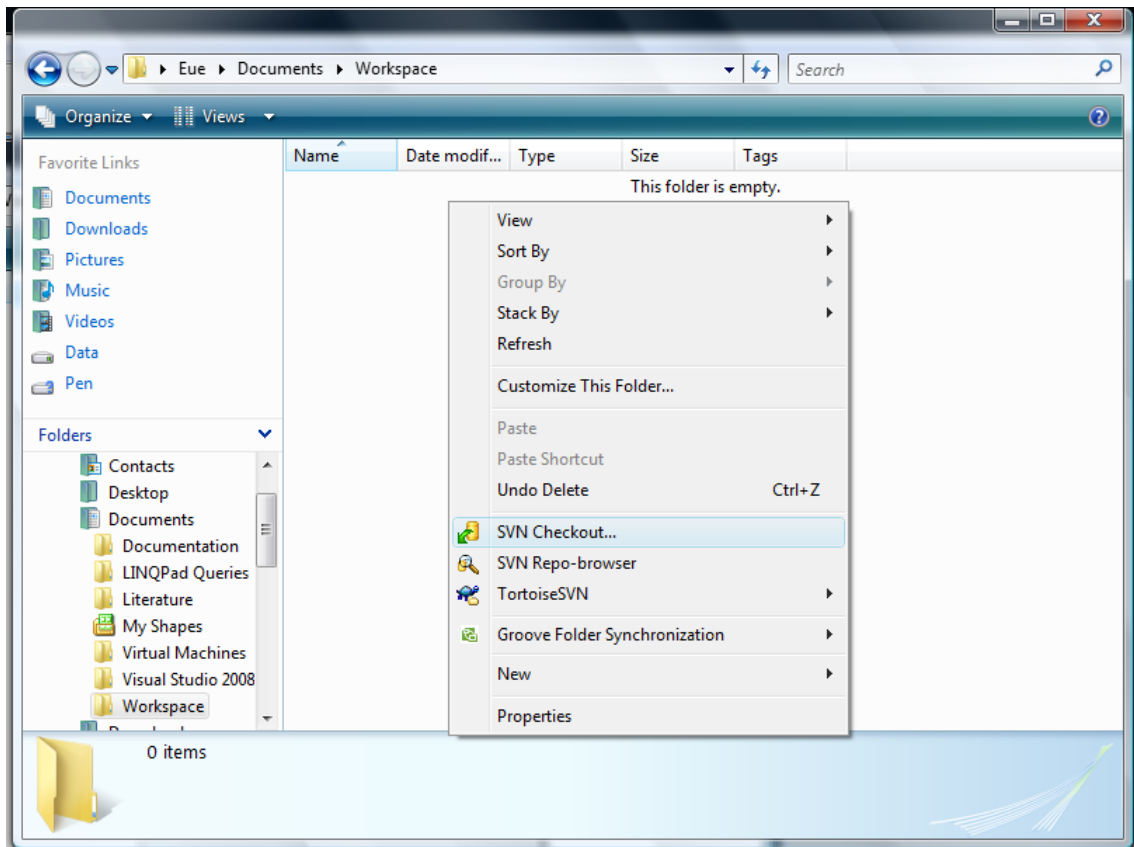 Eue Documents Workspace
Search
Organize Views
Favorite Links
Documents
Downloads
Pictures
Music
Videos
Data
Pen
Folders
Contacts
Desktop
Documents
Documentation
LINQPad Queries
Literature
My Shapes
Virtual Machines
Visual Studio 2008
Workspace
Name Date modif... Type Size Tags
This folder is empty.
View
Sort By
Group By
Stack By
Refresh
Customize This Folder...
Paste
Paste Shortcut
Undo Delete Ctrl+Z
SVN Checkout...
SVN Repo-browser
TortoiseSVN
Groove Folder Synchronization
New
Properties
0 items